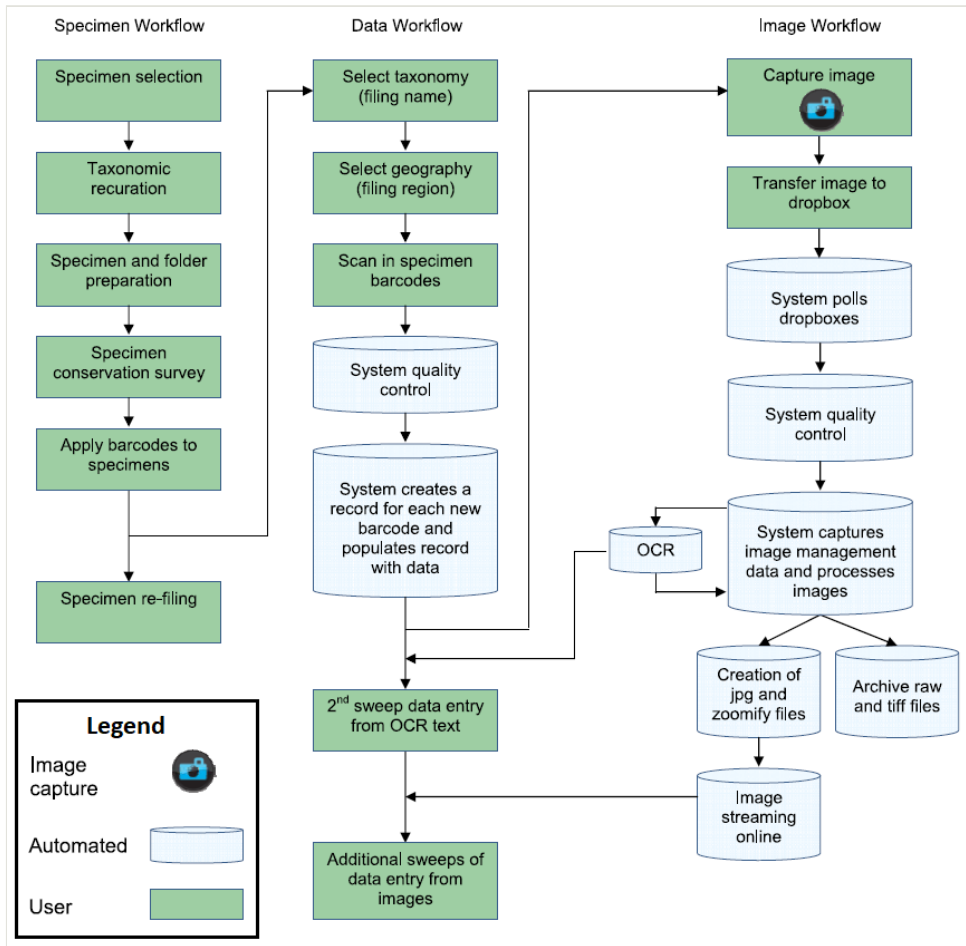 Specimen Workflow
Specimen selection
Taxonomic
recuration
Specimen and folder
preparation
Specimen
conservation survey
Apply barcodes to
specimens
Specimen re-filing
Data Workflow
Select taxonomy
(filing name)
Select geography
(filing region)
Scan in specimen
barcodes
System quality
control
System creates a
record for each new
barcode and
populates record
with data
2nd sweep data entry
from OCR text
Additional sweeps of
data entry from
images
Image Workflow
Capture image
Transfer image to
dropbox
System polls
dropboxes
System quality
control
System captures
image management
data and processes
images
OCR
Creation of
jpg and
zoomify files
Archive raw
and tiff files
Image
streaming
online
Legend
Image
capture
Automated
User